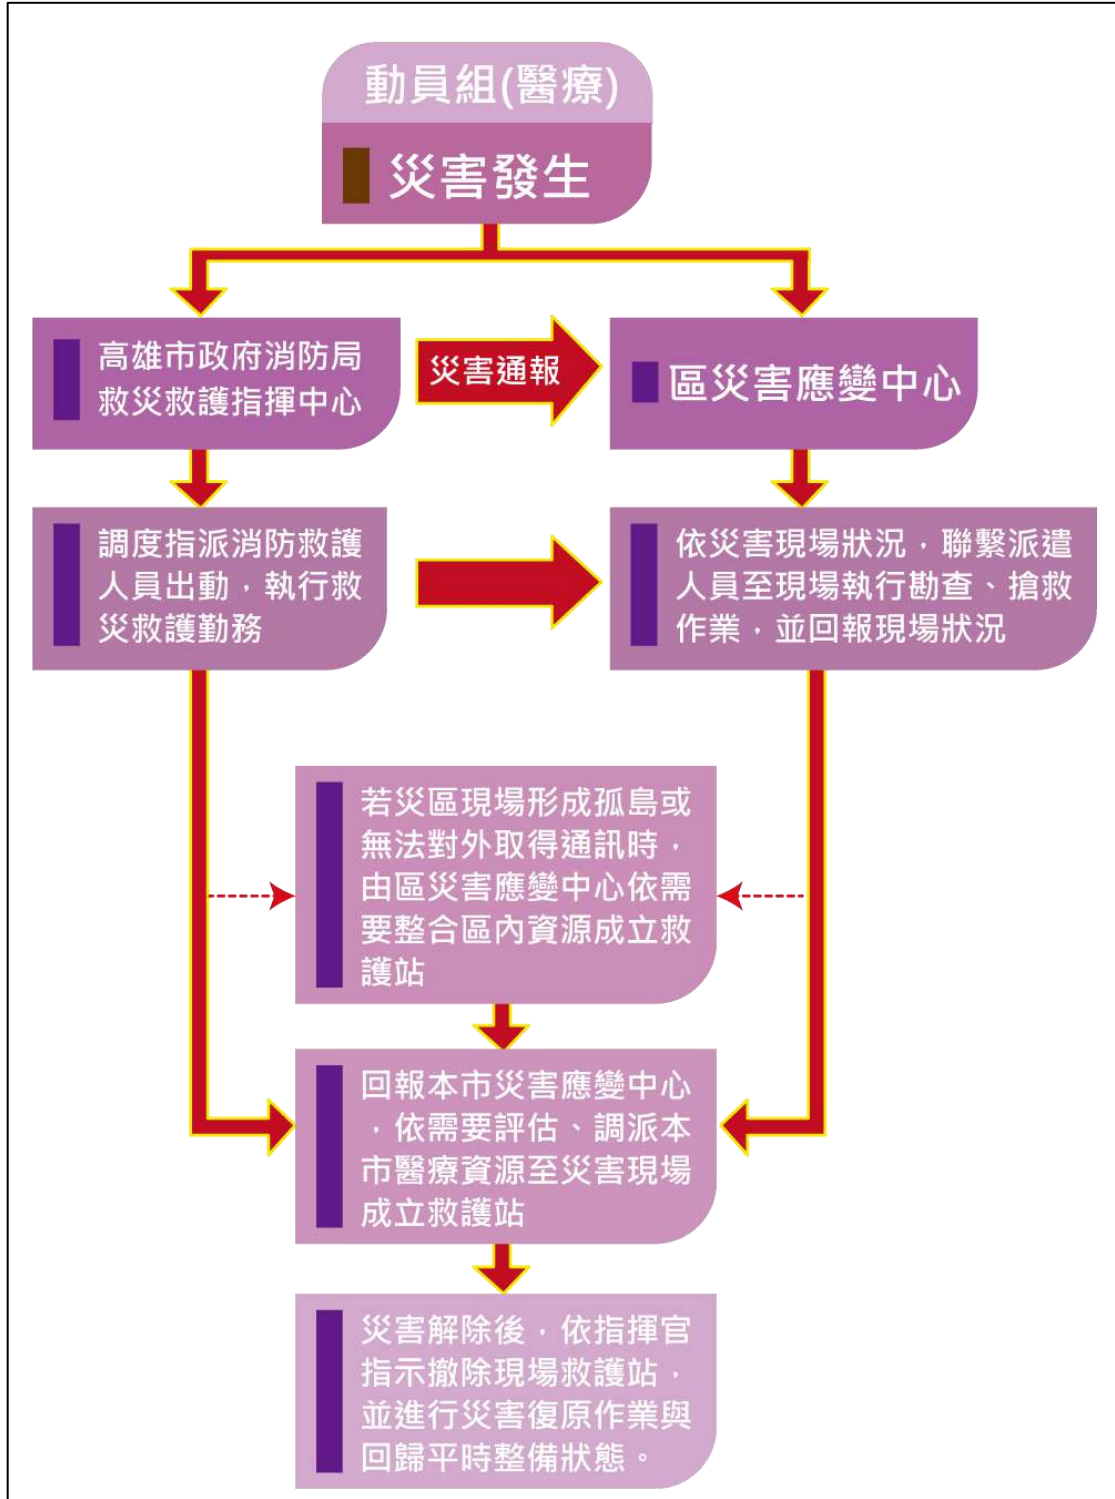 動員組(醫療)
災害發生
高雄市政府消防局
救災救護指揮中心
災害通報
區災害應變中心
調度指派消防救護
人員出動，執行救
災救護勤務
依災害現場狀況，聯繫派遣
人員至現場執行勘查、搶救
作業，並回報現場狀況
若災區現場形成孤島或
無法對外取得通訊時，
由區災害應變中心依需
要整合區內資源成立救
護站
回報本市災害應變中心
，依需要評估、調派本
市醫療資源至災害現場
成立救護站
災害解除後，依指揮官
指示撤除現場救護站，
並進行災害復原作業與
回歸平時整備狀態。